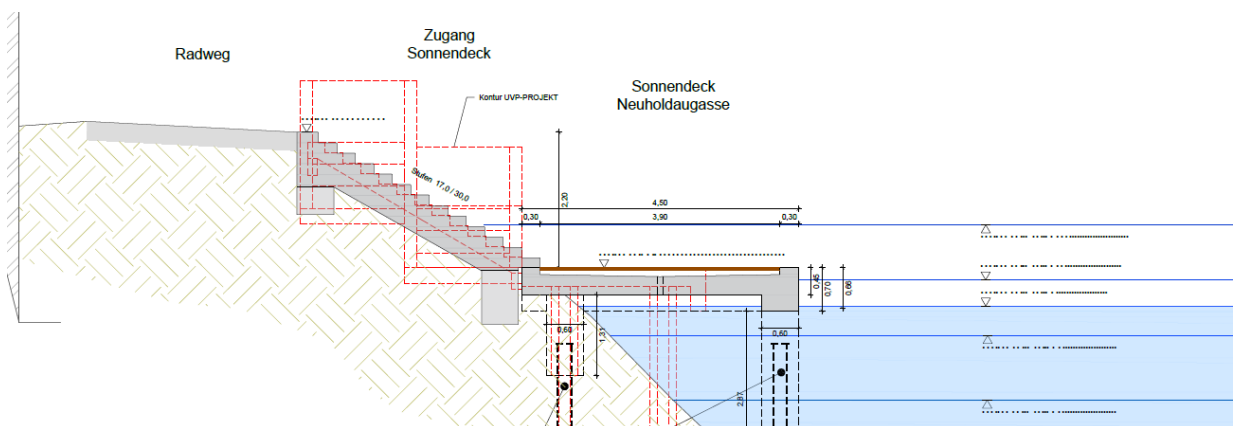 Radweg
Zugang
Sonnendeck
Sonnendeck
Neuholdaugasse
Kontur UVP-PROJEKT
Stufen 17,0 / 30,0
2,20
4,50
0,30
3,90
0,30
0,45
0,70
0,66
0,60
1,31
0,60
2,87